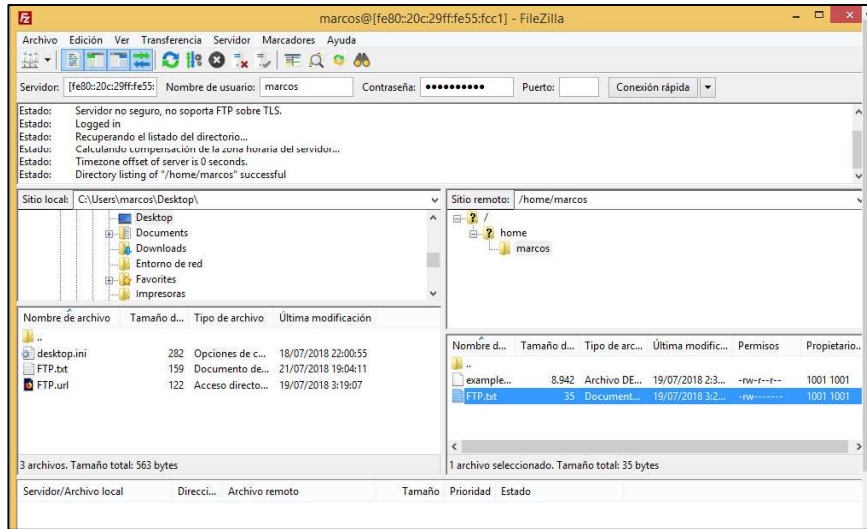 marcos@[fe80::20c:29ff:fe55:fcc1] - FileZilla
Archivo Edición Ver Transferencia Servidor Marcadores Ayuda
Servidor: [fe80::20c:29ff:fe55: Nombre de usuario: marcos Contraseña: •••••••••• Puerto: Conexión rápida
Estado: Servidor no seguro, no soporta FTP sobre TLS.
Estado: Logged in
Estado: Recuperando el listado del directorio...
Estado: Calculando compensación de la zona horaria del servidor...
Estado: Timezone offset of server is 0 seconds.
Estado: Directory listing of "/home/marcos" successful
Sitio local: C:\Users\marcos\Desktop\
Desktop
Documents
Downloads
Entorno de red
Favorites
Impresoras
Sitio remoto: /home/marcos
/
home
marcos
Nombre de archivo Tamaño d... Tipo de archivo Última modificación
..
desktop.ini 282 Opciones de c... 18/07/2018 22:00:55
FTP.txt 159 Documento de... 21/07/2018 19:04:11
FTP.url 122 Acceso directo... 19/07/2018 3:19:07
3 archivos. Tamaño total: 563 bytes
Nombre d... Tamaño d... Tipo de arc... Última modific... Permisos Propietario..
..
example... 8.942 Archivo DE... 19/07/2018 2:3... -rw-r--r-- 1001 1001
FTP.txt 35 Document... 19/07/2018 3:2... -rw------- 1001 1001
1 archivo seleccionado. Tamaño total: 35 bytes
Servidor/Archivo local Direcci... Archivo remoto Tamaño Prioridad Estado